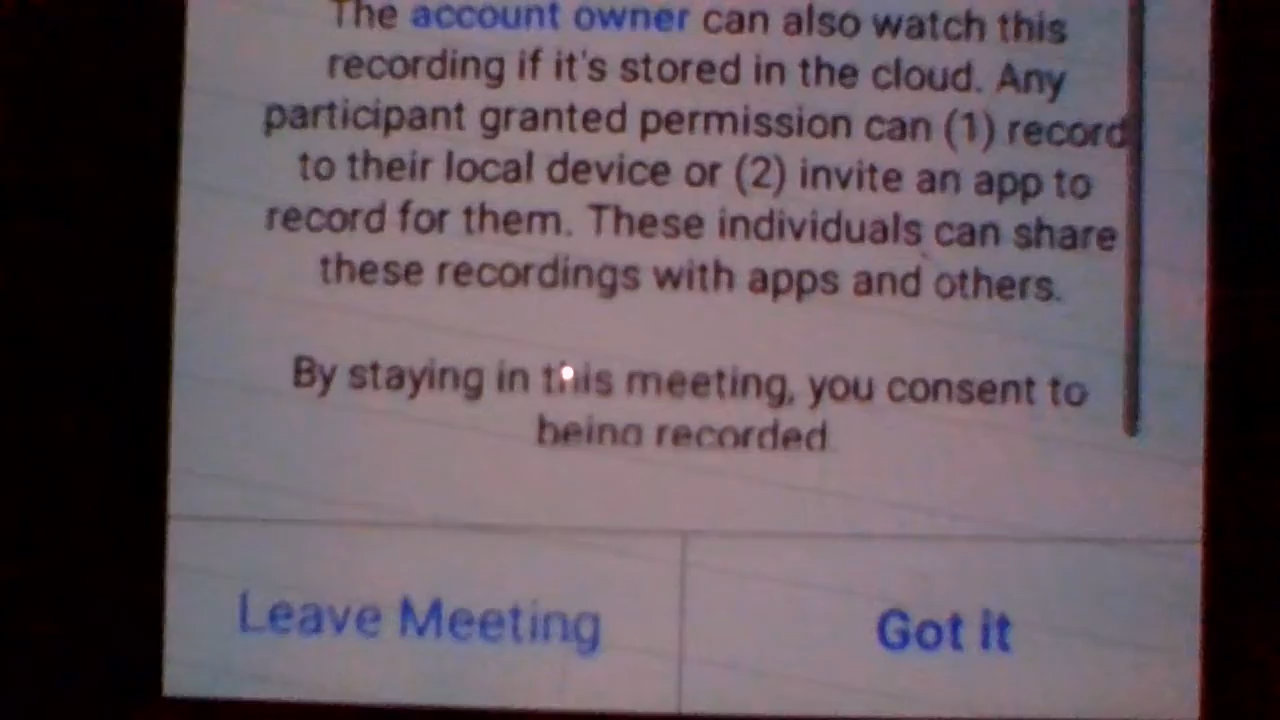 The account owner can also watch this
recording if it's stored in the cloud. Any
participant granted permission can (1) record
to their local device or (2) invite an app to
record for them. These individuals can share
these recordings with apps and others.
By staying in this meeting, you consent to
being recorded
Leave Meeting
Got it